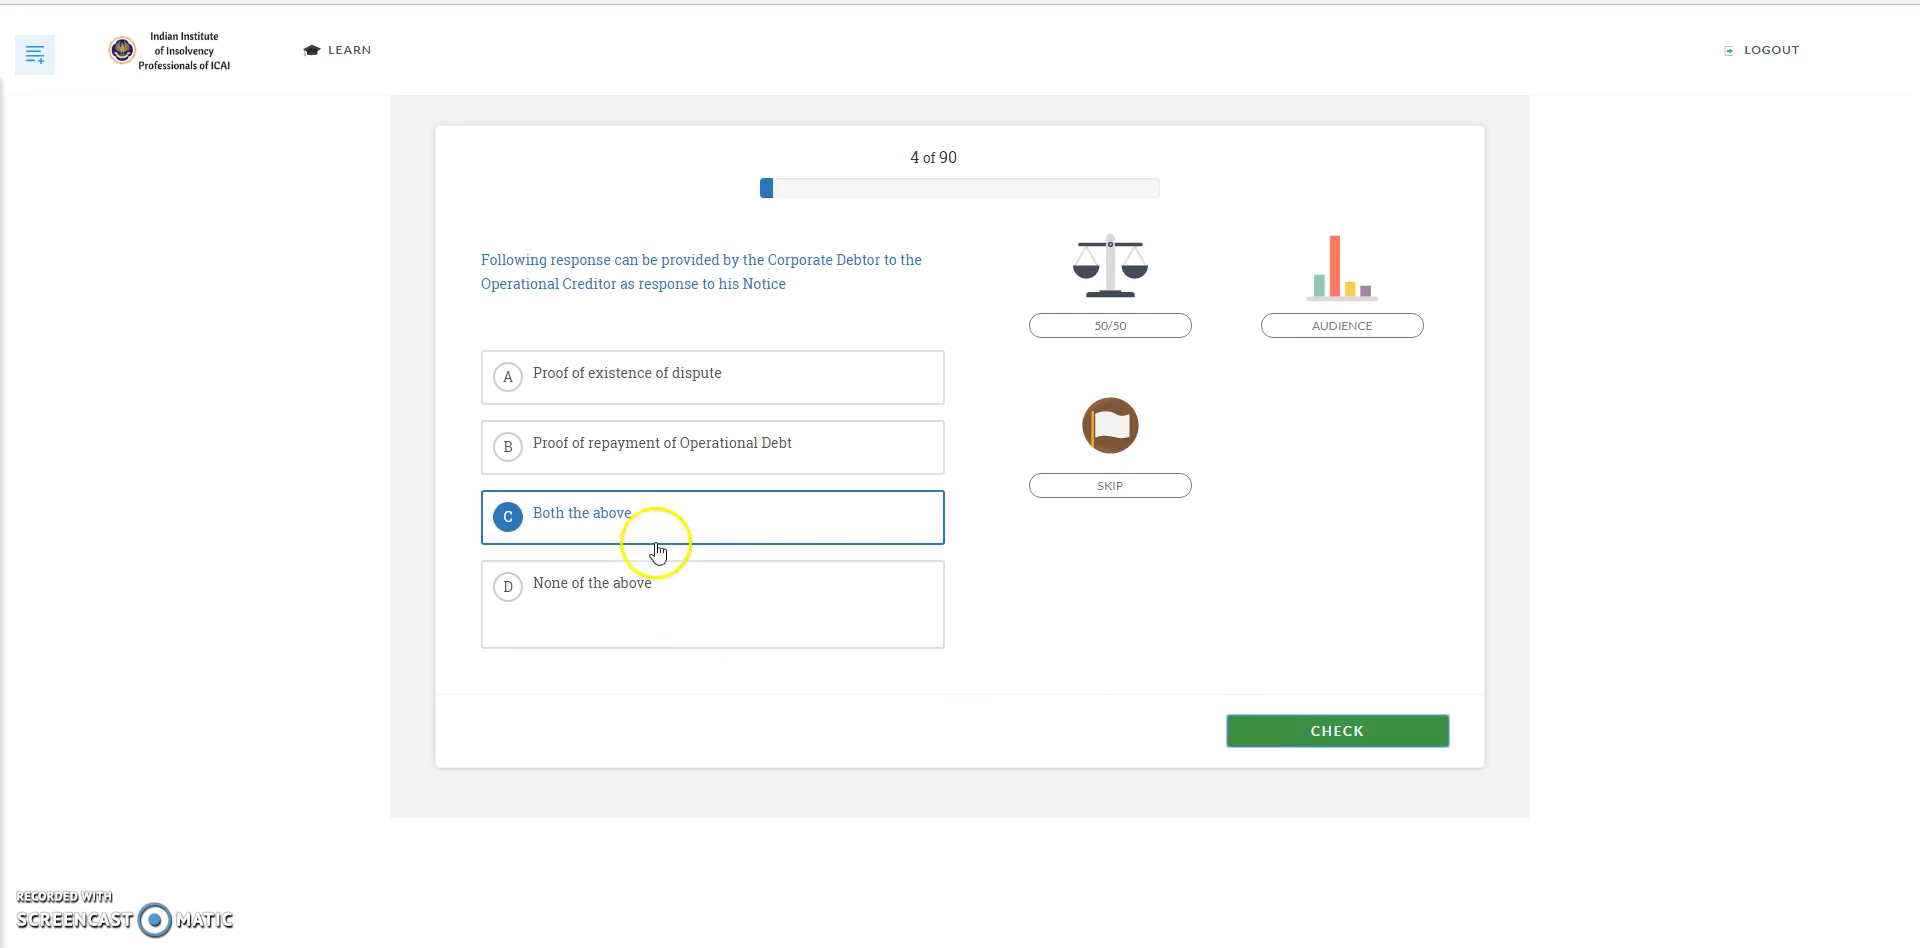 Indian Institute
of Insolvency
Professionals of ICAI
LEARN
LOGOUT
4 of 90
Following response can be provided by the Corporate Debtor to the
Operational Creditor as response to his Notice
A Proof of existence of dispute
B Proof of repayment of Operational Debt
C Both the above
D None of the above
50/50
AUDIENCE
SKIP
CHECK
RECORDED WITH
SCREENCAST MATIC